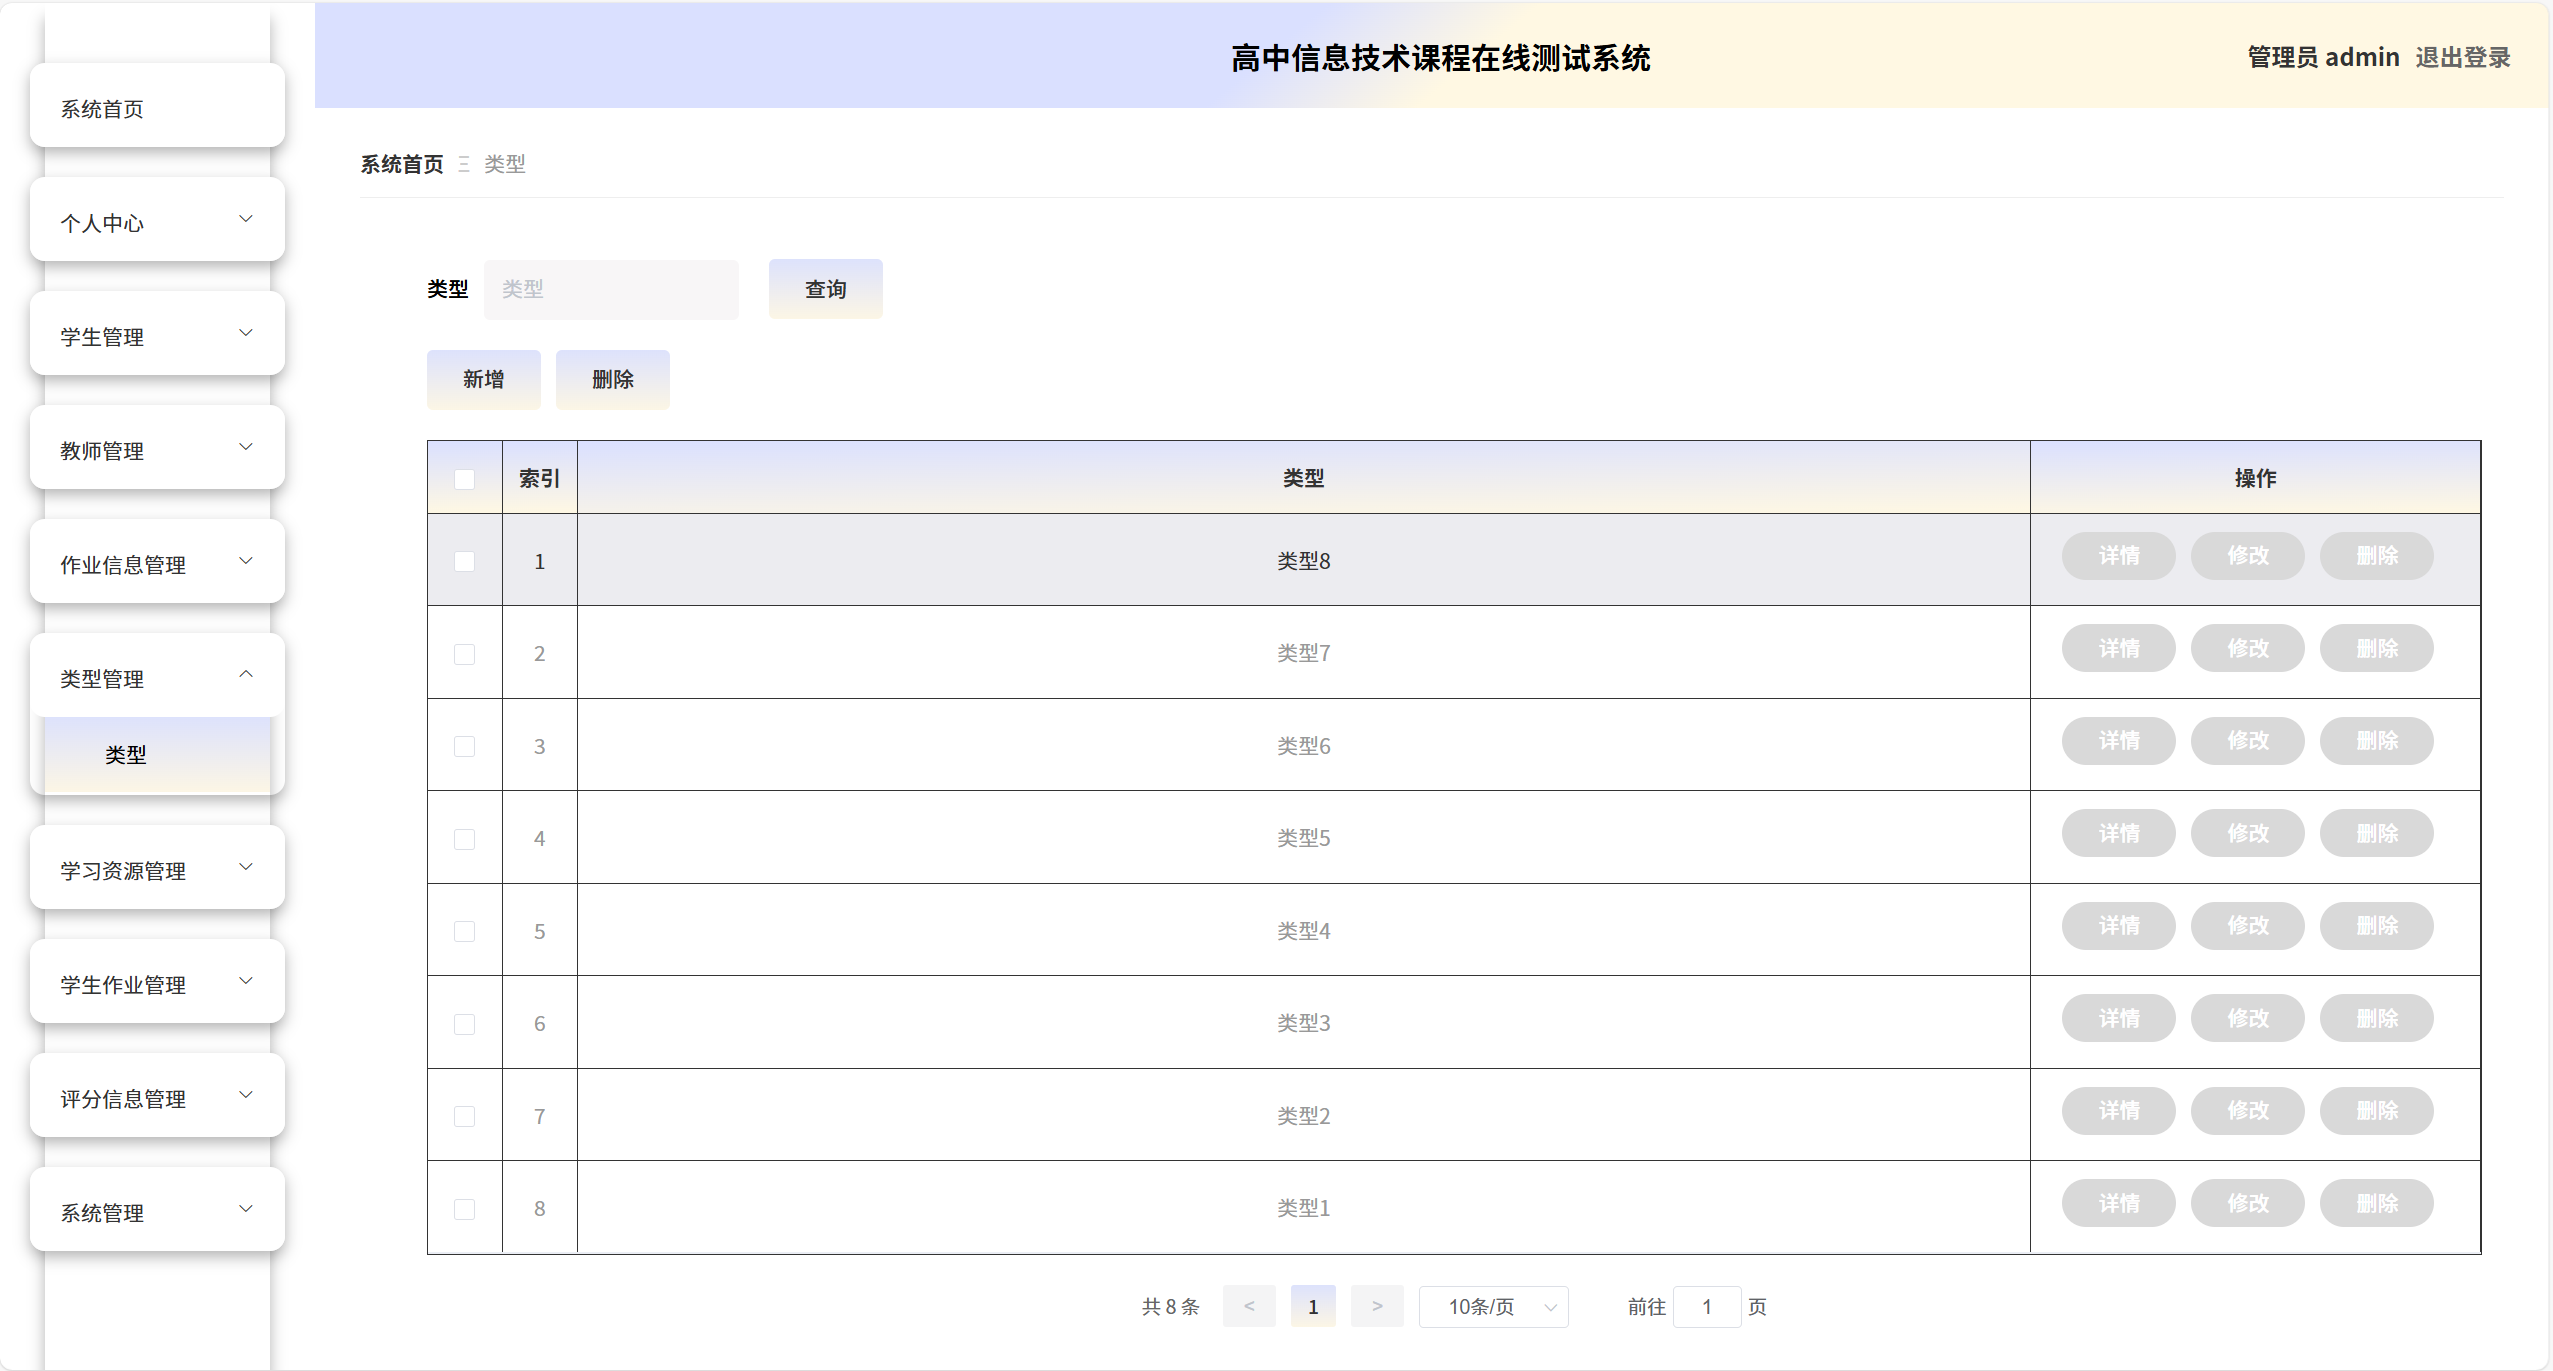 高中信息技术课程在线测试系统
管理员 admin 退出登录
系统首页
个人中心
学生管理
教师管理
作业信息管理
类型管理
类型
学习资源管理
学生作业管理
评分信息管理
系统管理
系统首页 类型
类型 类型 查询
新增 删除
索引 类型 操作
1 类型8 详情 修改 删除
2 类型7 详情 修改 删除
3 类型6 详情 修改 删除
4 类型5 详情 修改 删除
5 类型4 详情 修改 删除
6 类型3 详情 修改 删除
7 类型2 详情 修改 删除
8 类型1 详情 修改 删除
共 8 条 < 1 > 10条/页 前往 1 页